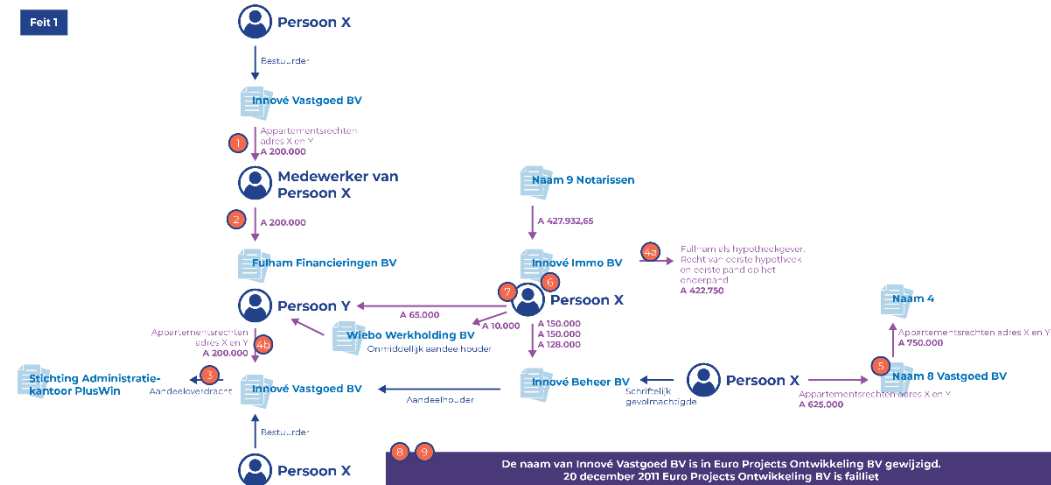 Feit 1
Persoon X
Bestuurder
Innové Vastgoed BV
1
Appartementsrechten
adres X en Y
A 200.000
Medewerker van
Persoon X
2
A 200.000
Fulham Financieringen BV
Naam 9 Notarissen
A 427.932,65
Innové Immo BV
4a
Fullham als hypotheekgever.
Recht van eerste hypotheek
en eerste pand op het
onderpand
A 422,750
6
7
Persoon X
Persoon Y
A 65.000
A 10.000
Wiebo Werkholding BV
Onmiddellijk aandee houder
A 150.000
A 150.000
A 128.000
Naam 4
Appartementsrechten adres X en Y
A 750.000
Appartementsrechten
adres X en Y
A 200.000
4b
3
Stichting Administratie-
kantoor PlusWin
Aandeeloverdracht
Innové Vastgoed BV
Aandeelhouder
Innové Beheer BV
Schriftelijk
gevolmachtigde
Persoon X
5
Naam 8 Vastgoed BV
Appartementsrechten adres X en Y
A 625.000
Bestuurder
Persoon X
8
9
De naam van Innové Vastgoed BV is in Euro Projects Ontwikkeling BV gewijzigd.
20 december 2011 Euro Projects Ontwikkeling BV is failliet